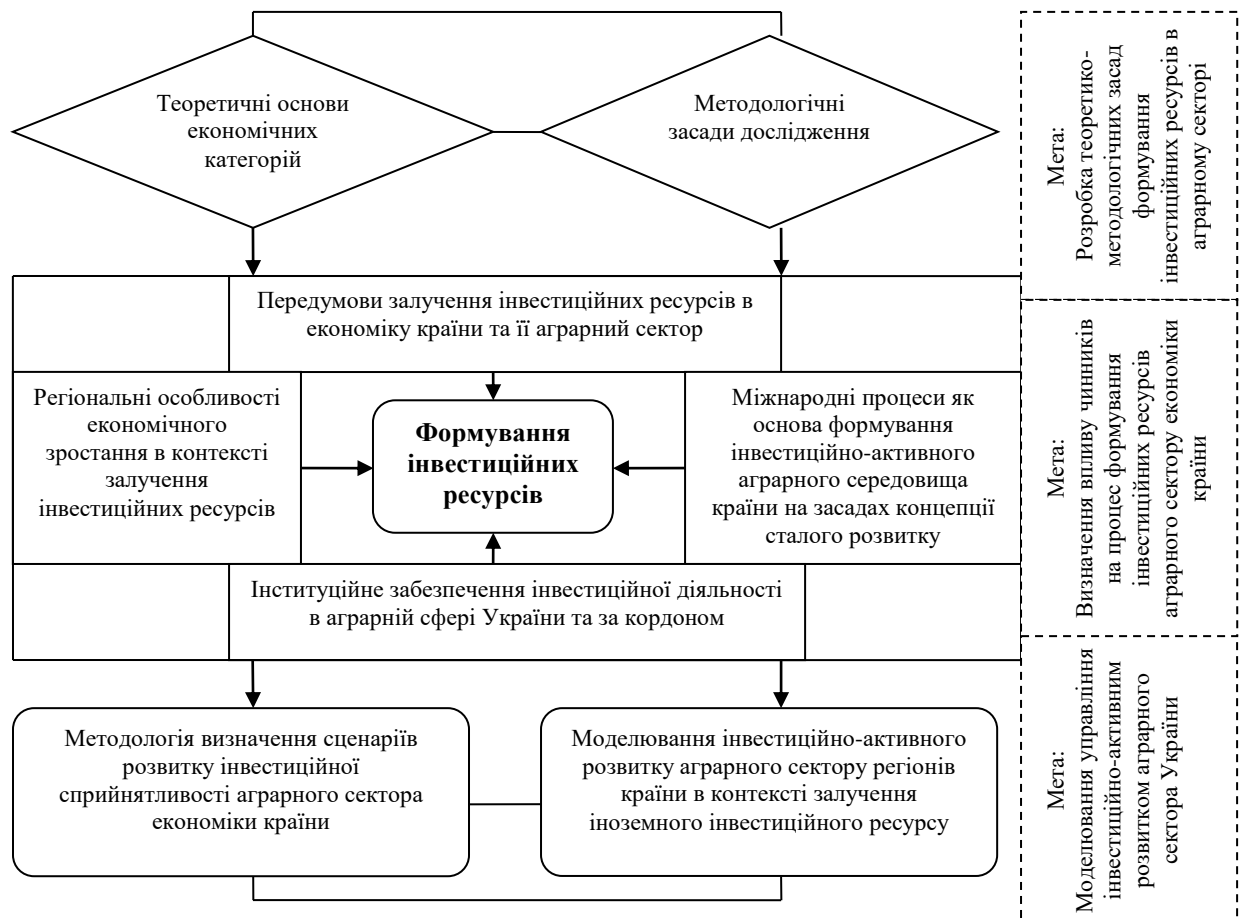 Теоретичні основи
економічних
категорій
Методологічні
засади дослідження
Мета:
Розробка теоретико-
методологічних засад
формування
інвестиційних ресурсів в
аграрному секторі
Передумови залучення інвестиційних ресурсів в
економіку країни та її аграрний сектор
Регіональні особливості
економічного
зростання в контексті
залучення
інвестиційних ресурсів
Формування
інвестиційних
ресурсів
Міжнародні процеси як
основа формування
інвестиційно-активного
аграрного середовища
країни на засадах концепції
сталого розвитку
Інституційне забезпечення інвестиційної діяльності
в аграрній сфері України та за кордоном
Мета:
Визначення впливу чинників
на процес формування
інвестиційних ресурсів
аграрного сектору економіки
країни
Методологія визначення сценаріїв
розвитку інвестиційної
сприйнятливості аграрного сектора
економіки країни
Моделювання інвестиційно-активного
розвитку аграрного сектору регіонів
країни в контексті залучення
іноземного інвестиційного ресурсу
Мета:
Моделювання управління
інвестиційно-активним
розвитком аграрного
сектора України